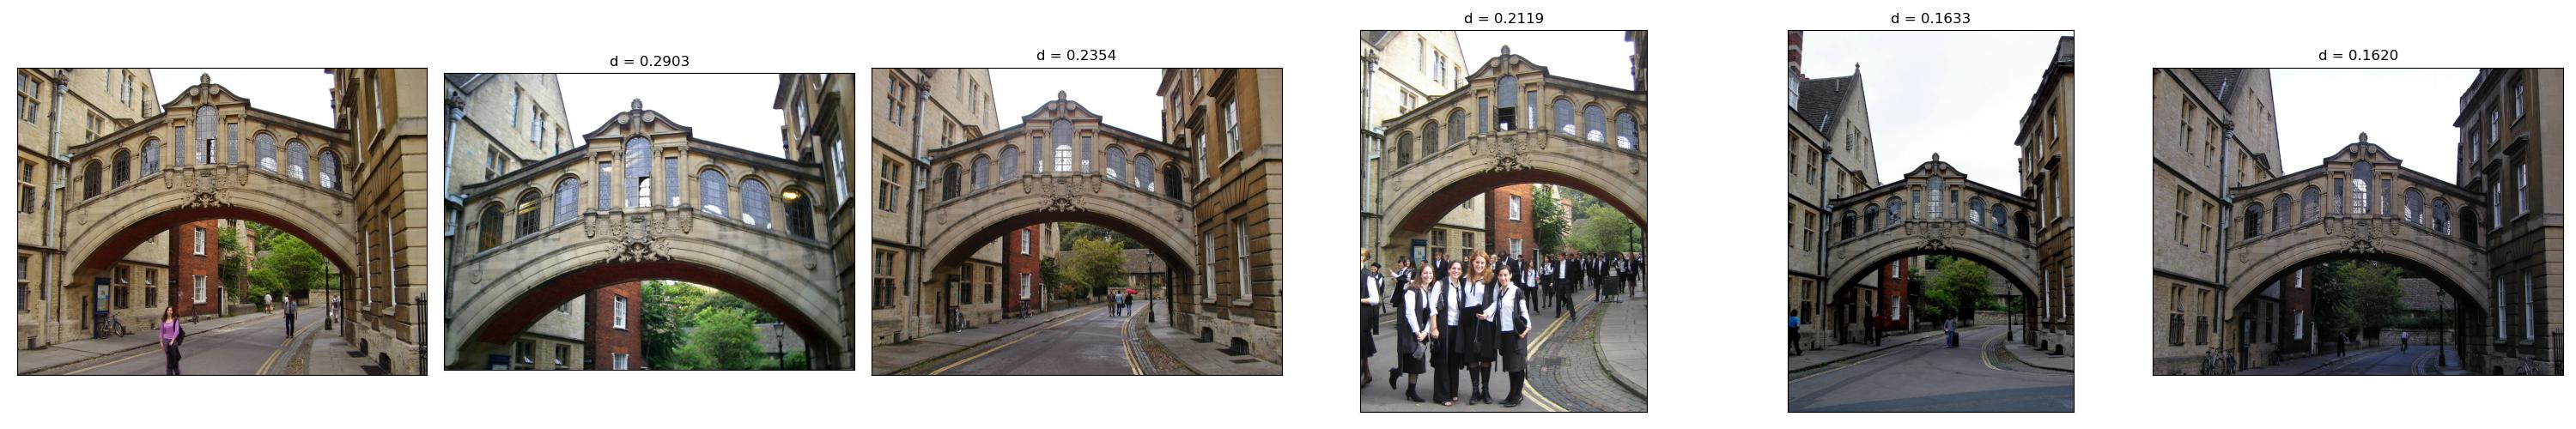 d = 0.2903
d = 0.2354
d = 0.2119
d = 0.1633
d = 0.1620